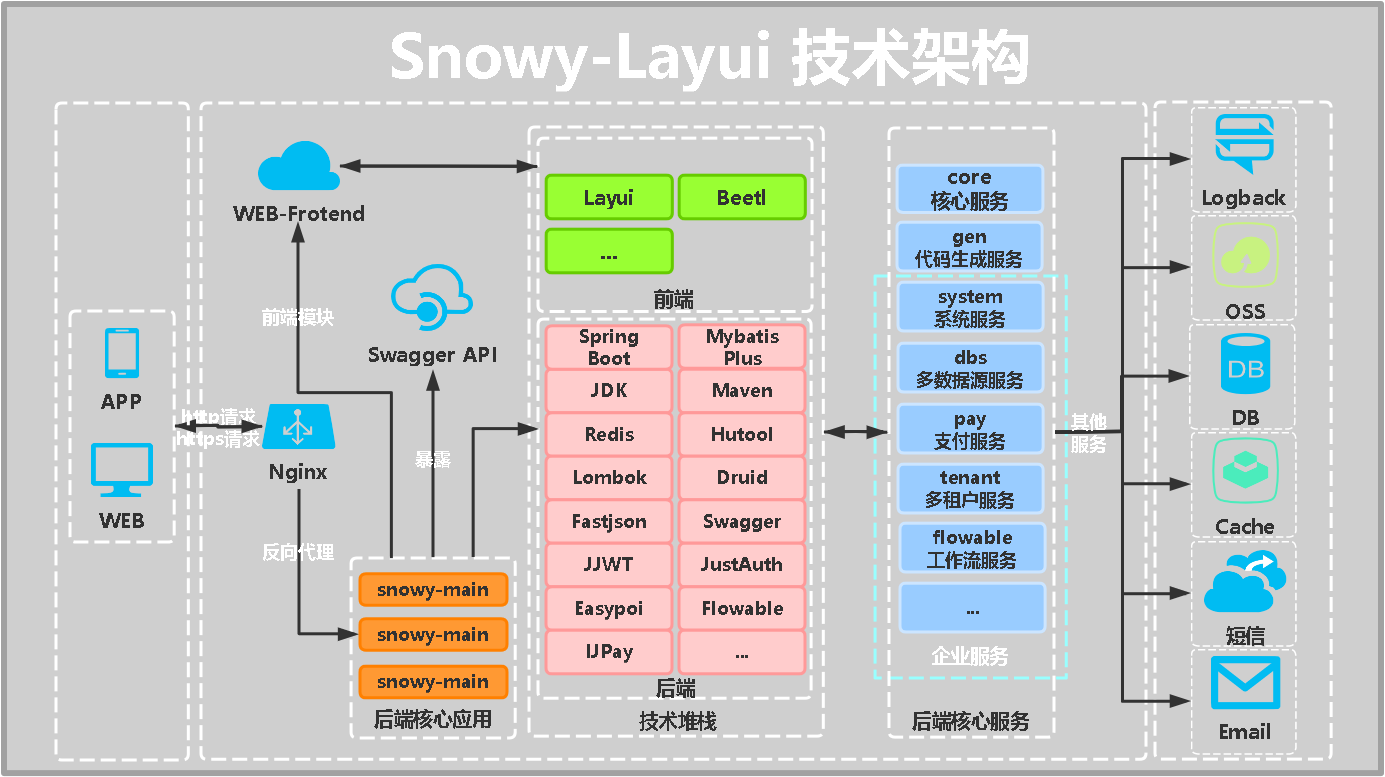 Snowy-Layui 技术架构
APP
WEB
http请求
https请求
WEB-Frotend
前端模块
Swagger API
暴露
Nginx
反向代理
snowy-main
snowy-main
snowy-main
后端核心应用
Layui
Beetl
...
前端
Spring
Boot
Mybatis
Plus
JDK
Maven
Redis
Hutool
Lombok
Druid
Fastjson
Swagger
JJWT
JustAuth
Easypoi
Flowable
IJPay
...
后端
技术堆栈
core
核心服务
gen
代码生成服务
system
系统服务
dbs
多数据源服务
pay
支付服务
tenant
多租户服务
flowable
工作流服务
...
企业服务
后端核心服务
其他
服务
Logback
OSS
DB
DB
Cache
短信
Email